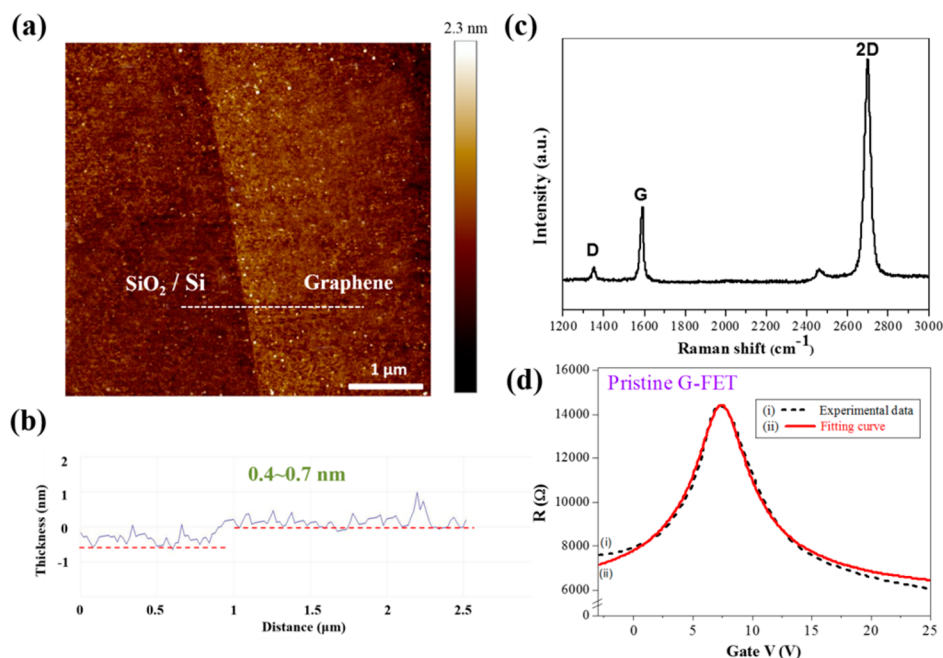 (a)
2.3 nm
SiO₂ / Si
Graphene
1 µm
(b)
2
1
0
-1
Thickness (nm)
0.4~0.7 nm
0 0.5 1 1.5 2 2.5
Distance (µm)
(c)
Intensity (a.u.)
D
G
2D
1200 1400 1600 1800 2000 2200 2400 2600 2800 3000
Raman shift (cm⁻¹)
(d)
Pristine G-FET
(i) Experimental data
(ii) Fitting curve
R (Ω)
16000
14000
12000
10000
8000
6000
0
(i)
(ii)
0 5 10 15 20 25
Gate V (V)